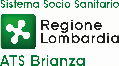 Sistema Socio Sanitario
Regione
Lombardia
ATS Brianza